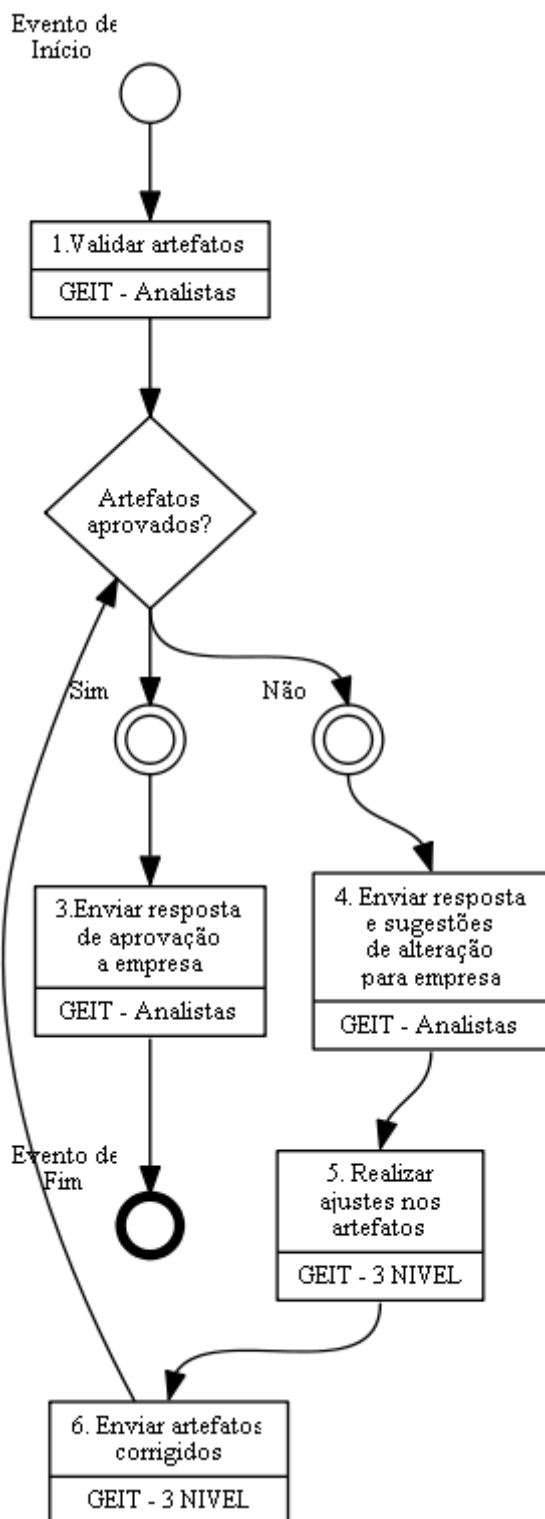 Evento de
Início
1.Validar artefatos
GEIT - Analistas
Artefatos
aprovados?
Sim
Não
3.Enviar resposta
de aprovação
a empresa
GEIT - Analistas
4. Enviar resposta
e sugestões
de alteração
para empresa
GEIT - Analistas
Evento de
Fim
5. Realizar
ajustes nos
artefatos
GEIT - 3 NIVEL
6. Enviar artefatos
corrigidos
GEIT - 3 NIVEL